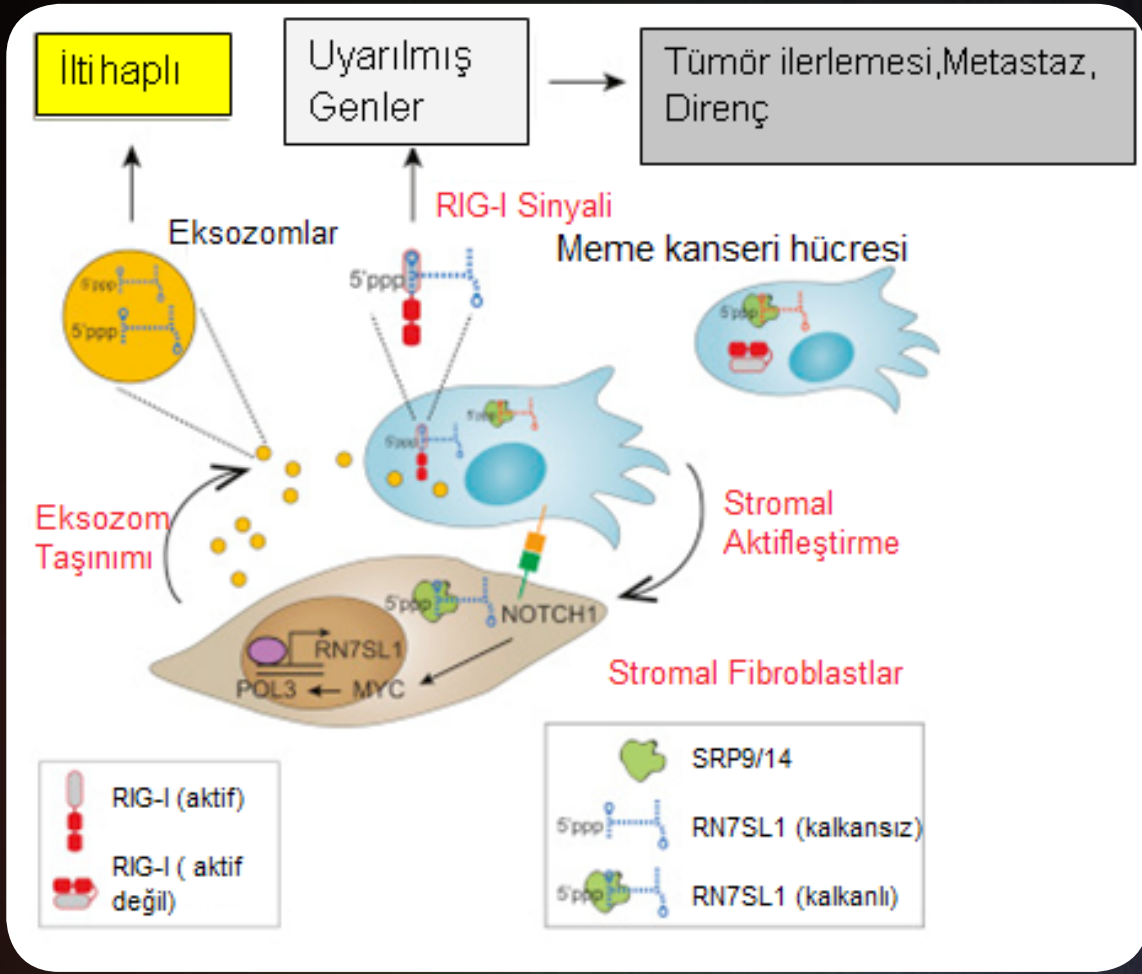 İltihaplı
Uyarılmış
Genler
Tümör ilerlemesi,Metastaz,
Direnç
RIG-I Sinyali
Eksozomlar
Meme kanseri hücresi
5'ppp
5'ppp
5'ppp
5'ppp
5'ppp
5'ppp
Eksozom
Taşınımı
Stromal
Aktifleştirme
5'ppp
NOTCH1
RN7SL1
POL3
MYC
Stromal Fibroblastlar
RIG-I (aktif)
RIG-I ( aktif
değil)
SRP9/14
5'ppp
RN7SL1 (kalkansız)
5'ppp
RN7SL1 (kalkanlı)